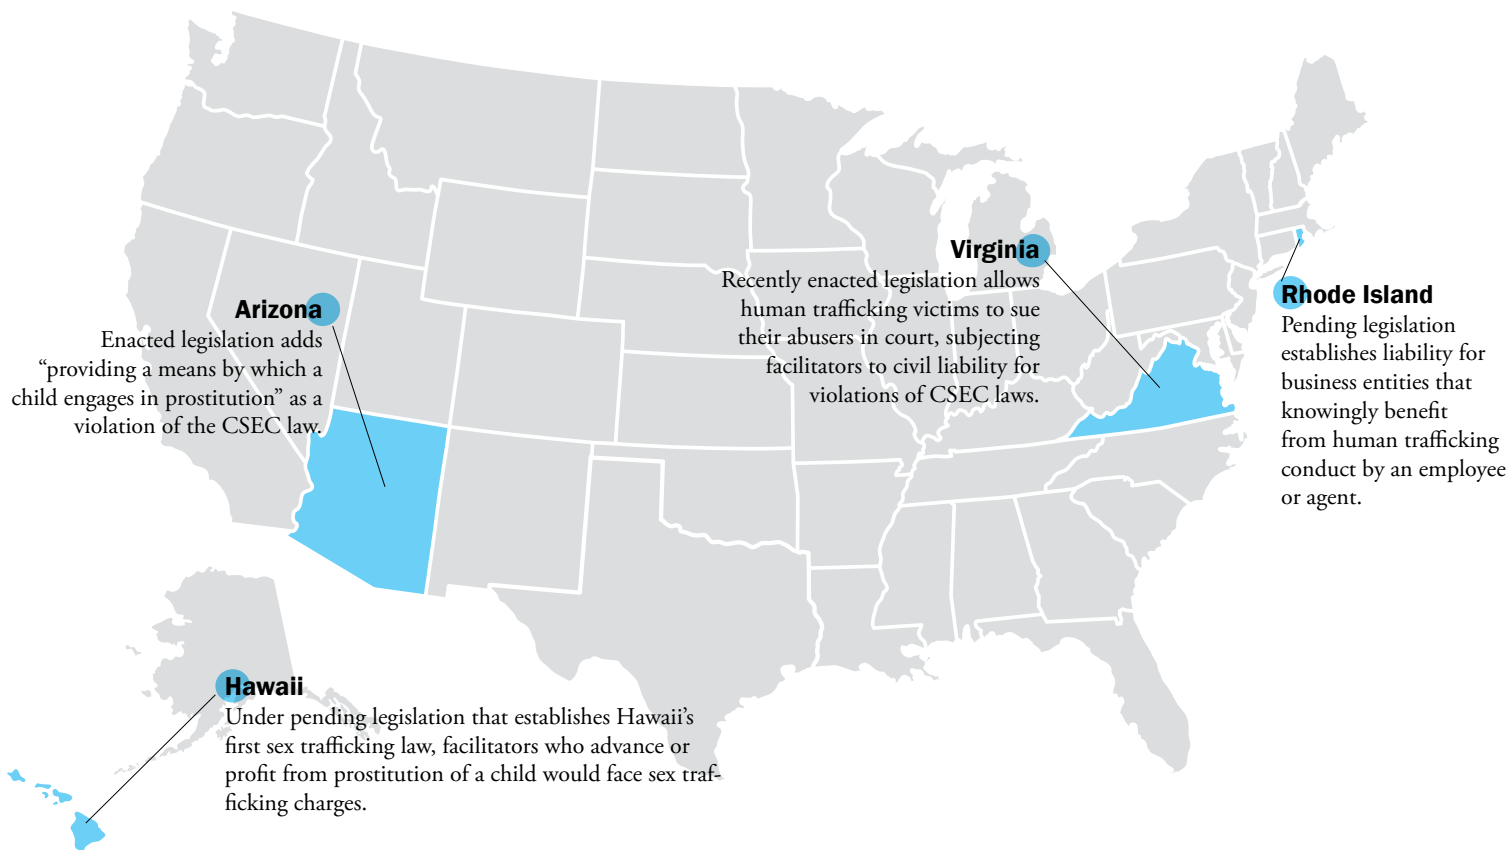 Virginia
Recently enacted legislation allows
human trafficking victims to sue
their abusers in court, subjecting
facilitators to civil liability for
violations of CSEC laws.
Rhode Island
Pending legislation
establishes liability for
business entities that
knowingly benefit
from human trafficking
conduct by an employee
or agent.
Arizona
Enacted legislation adds
“providing a means by which a
child engages in prostitution” as a
violation of the CSEC law.
Hawaii
Under pending legislation that establishes Hawaii’s
first sex trafficking law, facilitators who advance or
profit from prostitution of a child would face sex traf-
ficking charges.